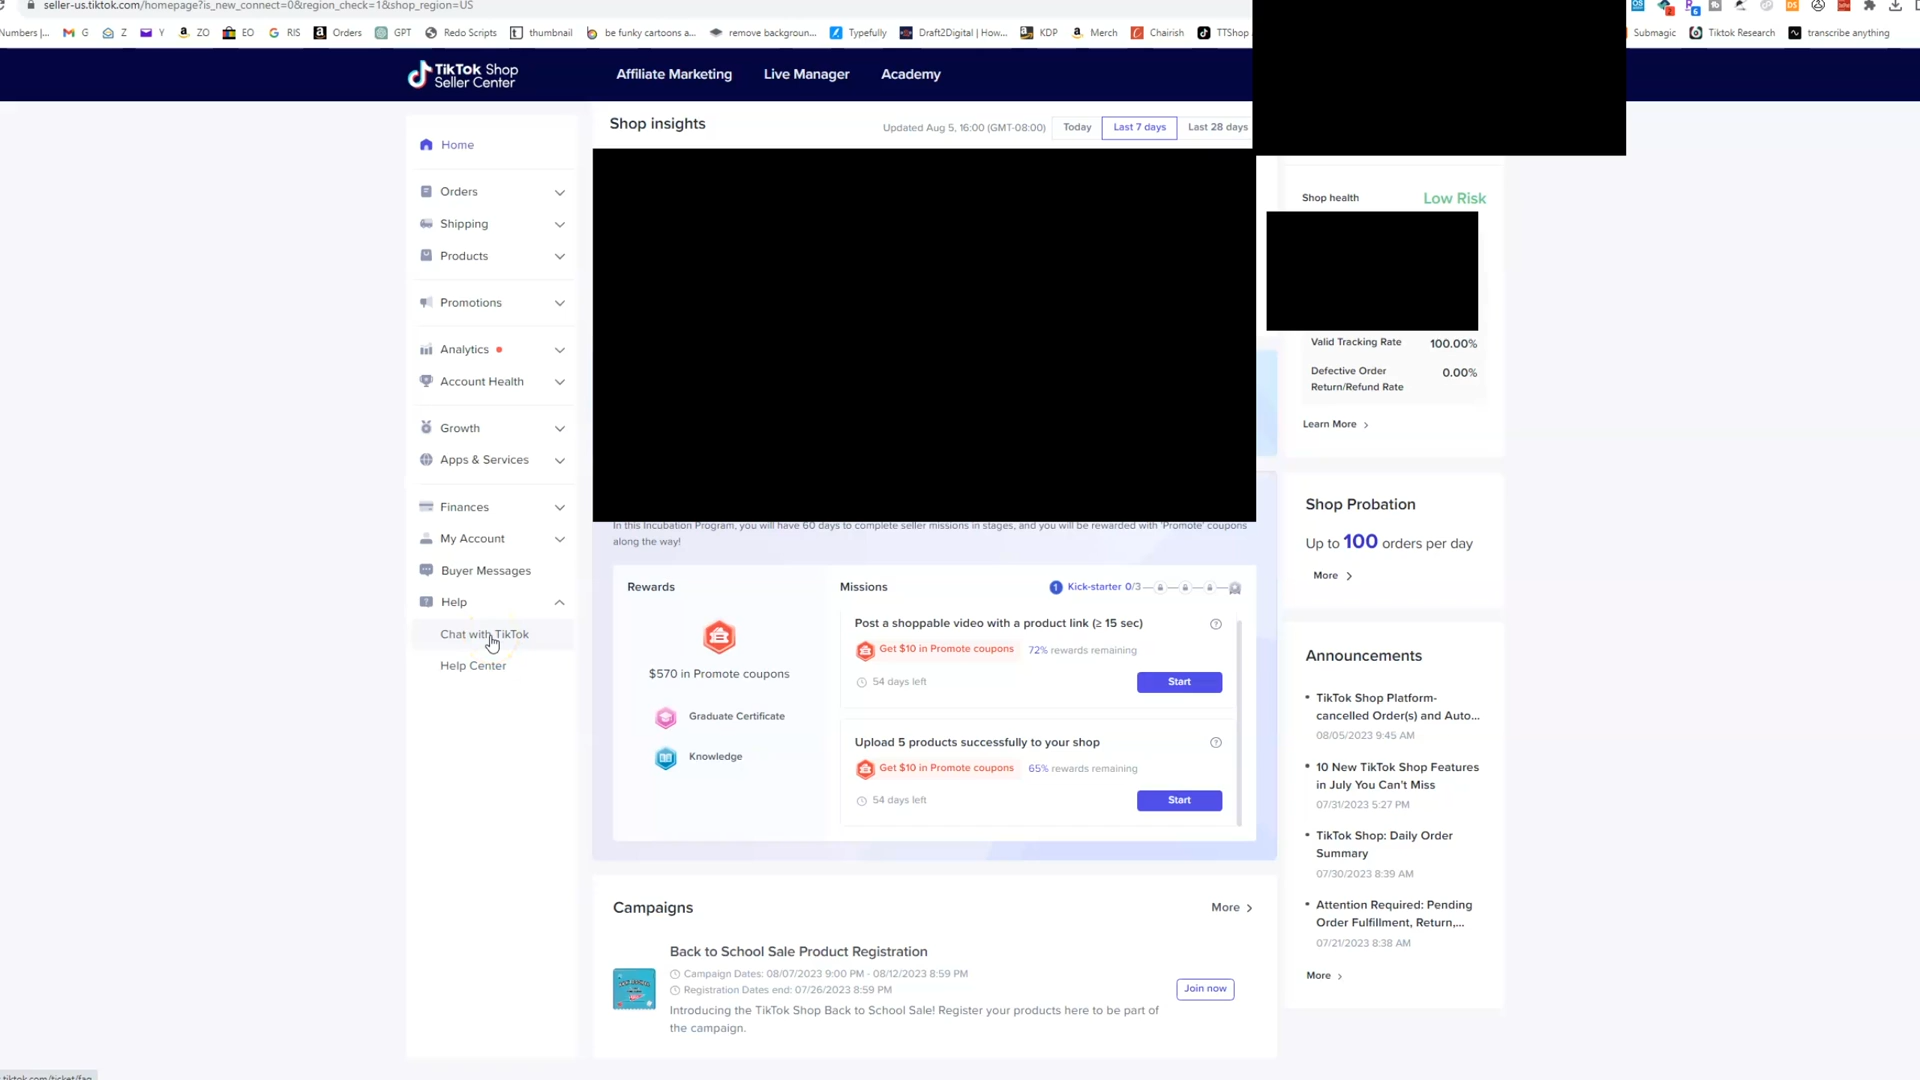 seller-us.tiktok.com/homepage?is_new_connect=0&region_check=1&shop_region=US
Numbers |... G Z Y ZO EO RIS Orders GPT Redo Scripts thumbnail be funky cartoons a... remove backgroun... Typefully Draft2Digital | How... KDP Merch Chairish TTShop Submagic Tiktok Research transcribe anything
TikTok Shop
Seller Center
Affiliate Marketing Live Manager Academy
Home
Orders
Shipping
Products
Promotions
Analytics
Account Health
Growth
Apps & Services
Finances
My Account
Buyer Messages
Help
Chat with TikTok
Help Center
Shop insights
Updated Aug 5, 16:00 (GMT-08:00) Today Last 7 days Last 28 days
In this Incubation Program, you will have 60 days to complete seller missions in stages, and you will be rewarded with 'Promote' coupons
along the way!
Rewards
$570 in Promote coupons
Graduate Certificate
Knowledge
Missions
1 Kick-starter 0/3
Post a shoppable video with a product link (≥ 15 sec)
Get $10 in Promote coupons 72% rewards remaining
54 days left
Start
Upload 5 products successfully to your shop
Get $10 in Promote coupons 65% rewards remaining
54 days left
Start
Campaigns
More
Back to School Sale Product Registration
Campaign Dates: 08/07/2023 9:00 PM - 08/12/2023 8:59 PM
Registration Dates end: 07/26/2023 8:59 PM
Introducing the TikTok Shop Back to School Sale! Register your products here to be part of
the campaign.
Join now
Shop health Low Risk
Valid Tracking Rate 100.00%
Defective Order
Return/Refund Rate
0.00%
Learn More
Shop Probation
Up to 100 orders per day
More
Announcements
TikTok Shop Platform-
cancelled Order(s) and Auto...
08/05/2023 9:45 AM
10 New TikTok Shop Features
in July You Can't Miss
07/31/2023 5:27 PM
TikTok Shop: Daily Order
Summary
07/30/2023 8:39 AM
Attention Required: Pending
Order Fulfillment, Return,...
07/21/2023 8:38 AM
More